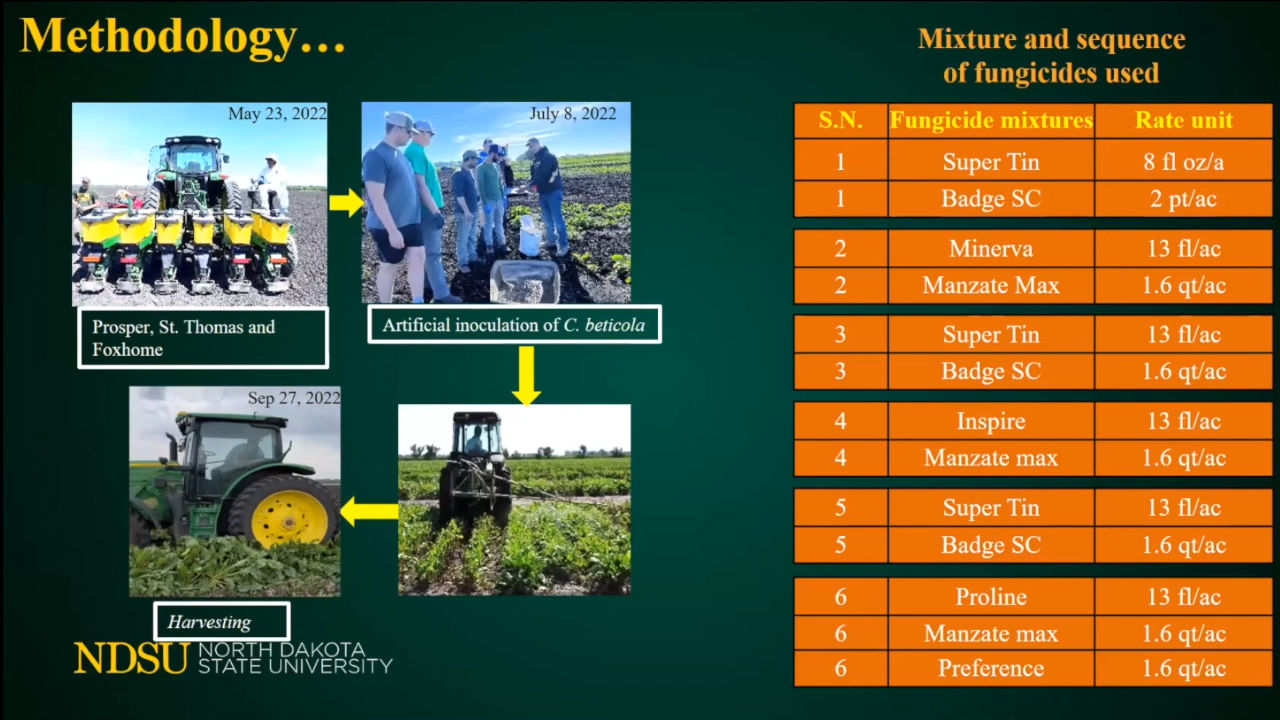 Methodology…
May 23, 2022
July 8, 2022
Prosper, St. Thomas and
Foxhome
Artificial inoculation of C. beticola
Sep 27, 2022
Harvesting
NDSU NORTH DAKOTA
STATE UNIVERSITY
Mixture and sequence
of fungicides used
S.N. Fungicide mixtures Rate unit
1 Super Tin 8 fl oz/a
1 Badge SC 2 pt/ac
2 Minerva 13 fl/ac
2 Manzate Max 1.6 qt/ac
3 Super Tin 13 fl/ac
3 Badge SC 1.6 qt/ac
4 Inspire 13 fl/ac
4 Manzate max 1.6 qt/ac
5 Super Tin 13 fl/ac
5 Badge SC 1.6 qt/ac
6 Proline 13 fl/ac
6 Manzate max 1.6 qt/ac
6 Preference 1.6 qt/ac